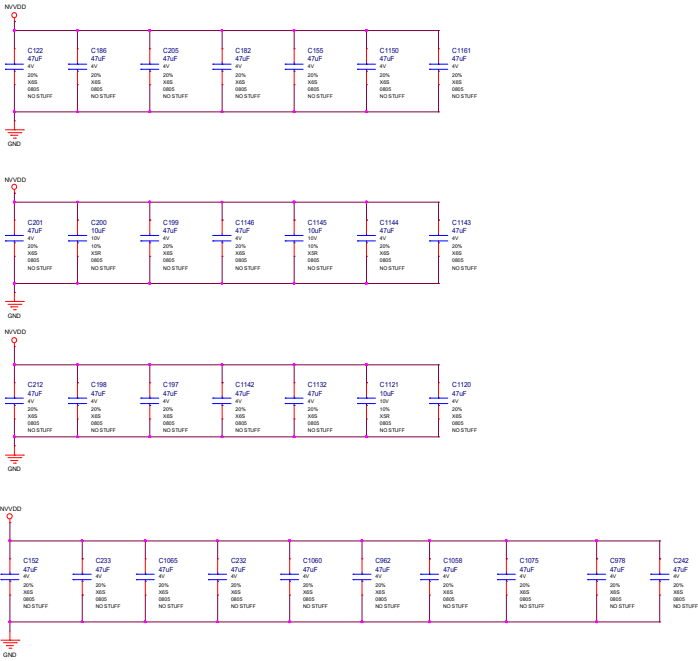 NVVDD
C122
47uF
4V
20%
X6S
0805
NO STUFF
C186
47uF
4V
20%
X6S
0805
NO STUFF
C205
47uF
4V
20%
X6S
0805
NO STUFF
C182
47uF
4V
20%
X6S
0805
NO STUFF
C155
47uF
4V
20%
X6S
0805
NO STUFF
C1150
47uF
4V
20%
X6S
0805
NO STUFF
C1161
47uF
4V
20%
X6S
0805
NO STUFF
GND
NVVDD
C201
47uF
4V
20%
X6S
0805
NO STUFF
C200
10uF
10V
10%
X5R
0805
NO STUFF
C199
47uF
4V
20%
X6S
0805
NO STUFF
C1146
47uF
4V
20%
X6S
0805
NO STUFF
C1145
10uF
10V
10%
X5R
0805
NO STUFF
C1144
47uF
4V
20%
X6S
0805
NO STUFF
C1143
47uF
4V
20%
X6S
0805
NO STUFF
GND
NVVDD
C212
47uF
4V
20%
X6S
0805
NO STUFF
C198
47uF
4V
20%
X6S
0805
NO STUFF
C197
47uF
4V
20%
X6S
0805
NO STUFF
C1142
47uF
4V
20%
X6S
0805
NO STUFF
C1132
47uF
4V
20%
X6S
0805
NO STUFF
C1121
10uF
10V
10%
X5R
0805
NO STUFF
C1120
47uF
4V
20%
X6S
0805
NO STUFF
GND
NVVDD
C152
47uF
4V
20%
X6S
0805
NO STUFF
C233
47uF
4V
20%
X6S
0805
NO STUFF
C1065
47uF
4V
20%
X6S
0805
NO STUFF
C232
47uF
4V
20%
X6S
0805
NO STUFF
C1060
47uF
4V
20%
X6S
0805
NO STUFF
C962
47uF
4V
20%
X6S
0805
NO STUFF
C1058
47uF
4V
20%
X6S
0805
NO STUFF
C1075
47uF
4V
20%
X6S
0805
NO STUFF
C978
47uF
4V
20%
X6S
0805
NO STUFF
C242
47uF
4V
20%
X6S
0805
NO STUFF
GND